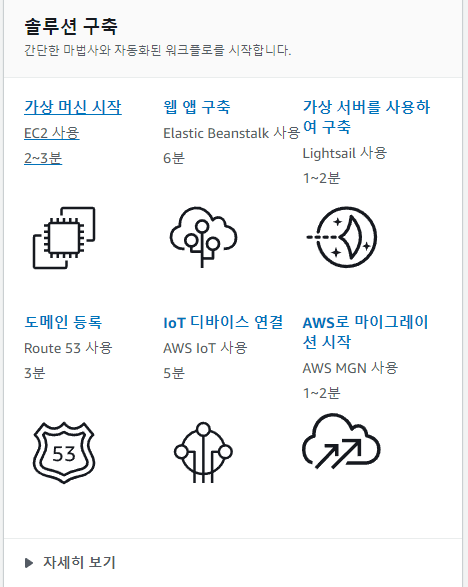 솔루션 구축
간단한 마법사와 자동화된 워크플로를 시작합니다.
가상 머신 시작
EC2 사용
2~3분
웹 앱 구축
Elastic Beanstalk 사용
6분
가상 서버를 사용하
여 구축
Lightsail 사용
1~2분
도메인 등록
Route 53 사용
3분
53
IoT 디바이스 연결
AWS IoT 사용
5분
AWS로 마이그레이
션 시작
AWS MGN 사용
1~2분
자세히 보기